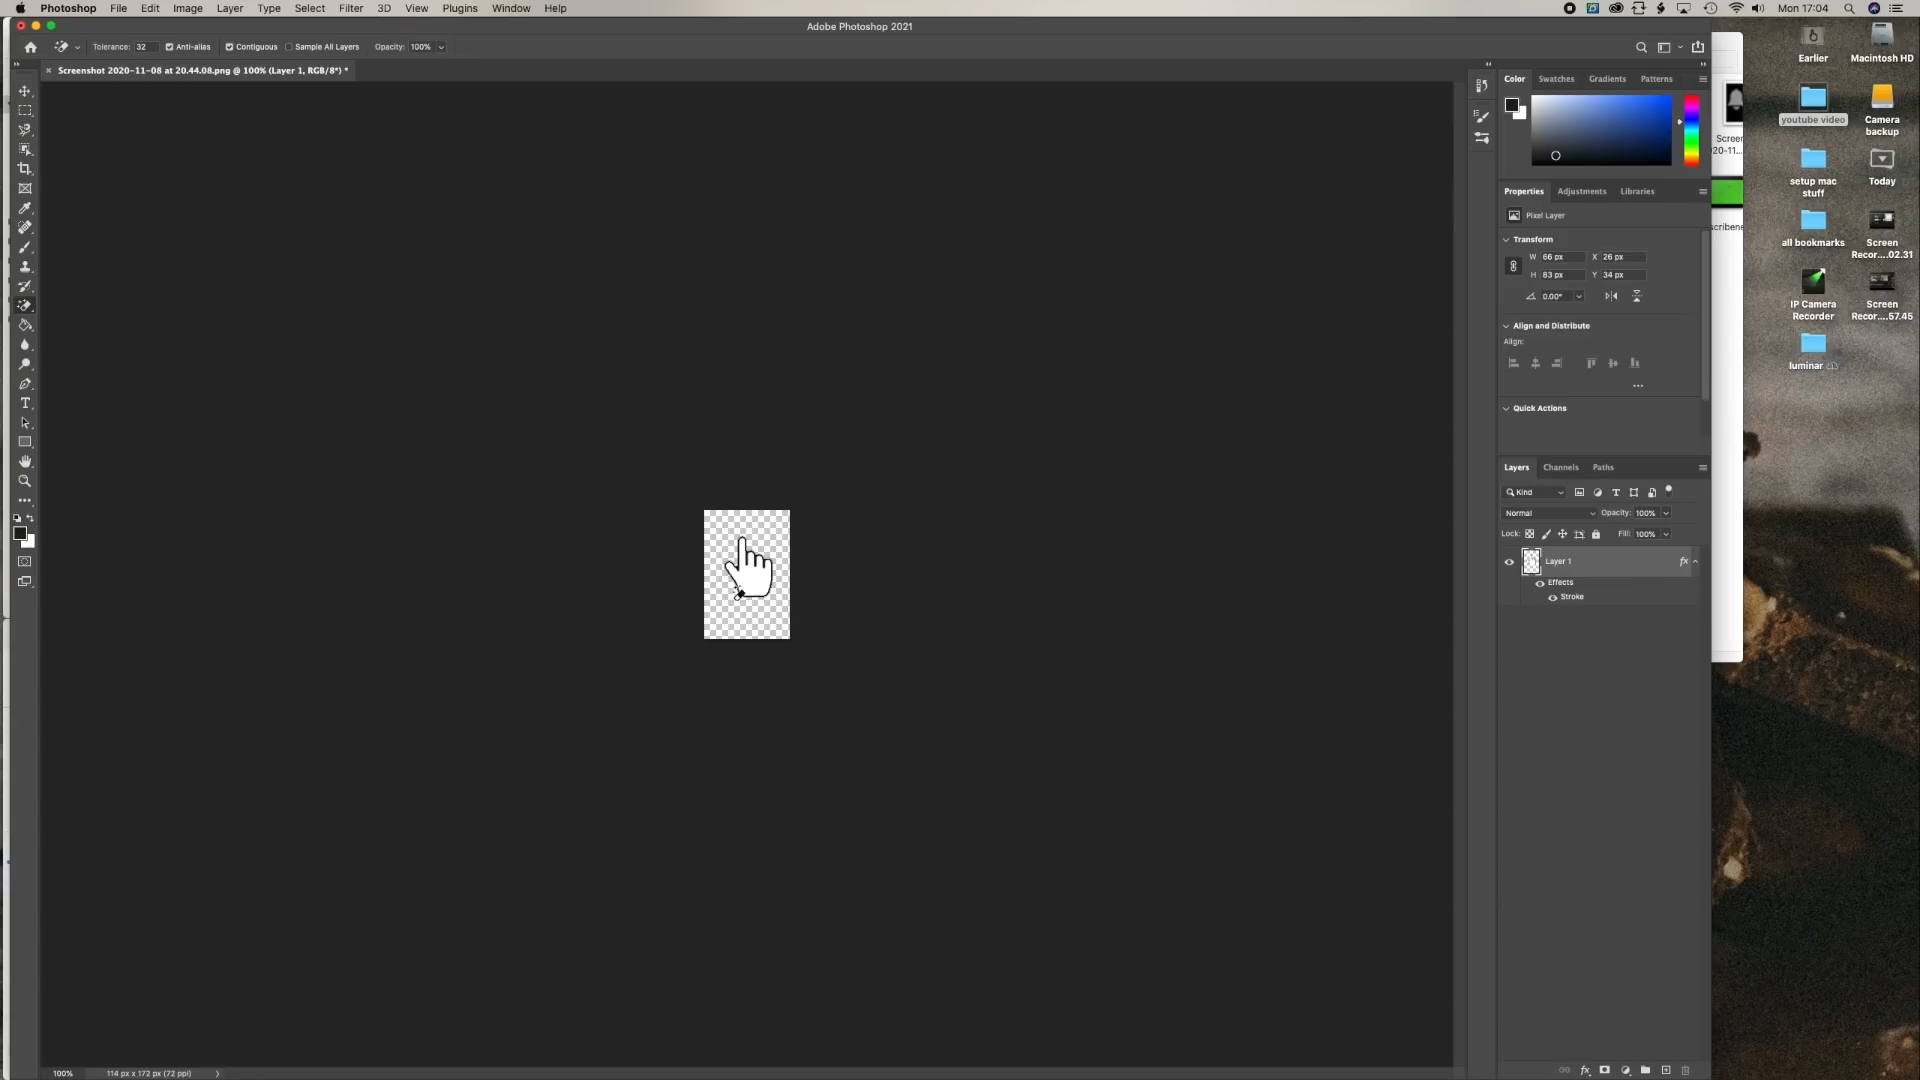 Photoshop File Edit Image Layer Type Select Filter 3D View Plugins Window Help Mon 17:04
Adobe Photoshop 2021
Tolerance: 32 Anti-alias Contiguous Sample All Layers Opacity: 100%
Screenshot 2020-11-08 at 20.44.08.png @ 100% (Layer 1, RGB/8*) *
Color Swatches Gradients Patterns
Properties Adjustments Libraries
Pixel Layer
Transform
W 66 px X 26 px
H 83 px Y 34 px
0.00°
Align and Distribute
Align:
Quick Actions
Layers Channels Paths
Kind
Normal Opacity: 100%
Lock: Fill: 100%
Layer 1 fx
Effects
Stroke
100% 114 px x 172 px (72 ppi)
fx
Screen
20-11...
scribene
Earlier
Macintosh HD
youtube video
Camera
backup
setup mac
stuff
Today
all bookmarks
Screen
Recor....02.31
IP Camera
Recorder
Screen
Recor....57.45
luminar